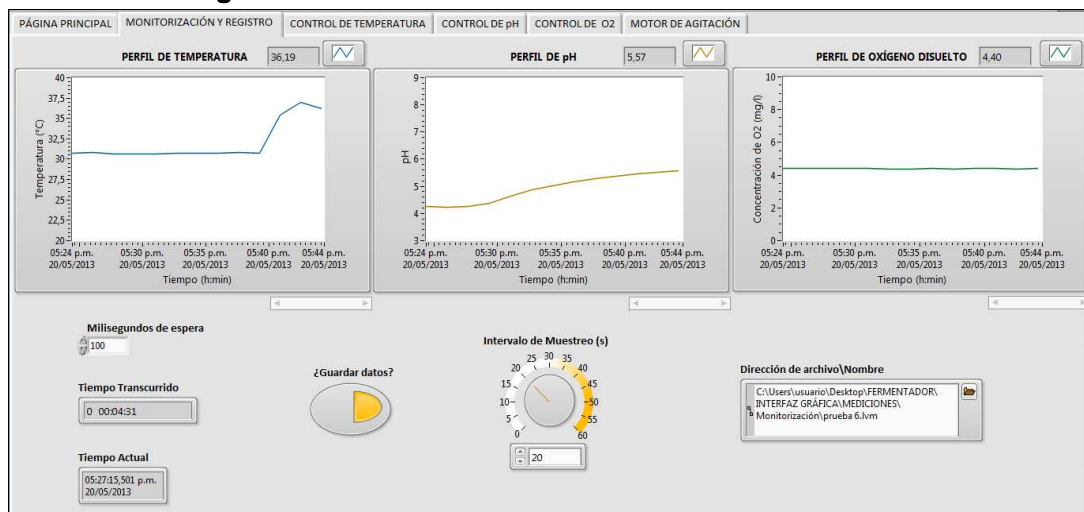 PÁGINA PRINCIPAL MONITORIZACIÓN Y REGISTRO CONTROL DE TEMPERATURA CONTROL DE pH CONTROL DE O2 MOTOR DE AGITACIÓN
PERFIL DE TEMPERATURA 36,19
40
37,5
35
32,5
30
27,5
25
22,5
20
Temperatura (°C)
05:24 p.m. 05:30 p.m. 05:35 p.m. 05:40 p.m. 05:44 p.m.
20/05/2013 20/05/2013 20/05/2013 20/05/2013 20/05/2013
Tiempo (h:min)
PERFIL DE pH 5,57
9
8
7
6
5
4
3
pH
05:24 p.m. 05:30 p.m. 05:35 p.m. 05:40 p.m. 05:44 p.m.
20/05/2013 20/05/2013 20/05/2013 20/05/2013 20/05/2013
Tiempo (h:min)
PERFIL DE OXÍGENO DISUELTO 4,40
10
8
6
4
2
0
Concentración de O2 (mg/l)
05:24 p.m. 05:30 p.m. 05:35 p.m. 05:40 p.m. 05:44 p.m.
20/05/2013 20/05/2013 20/05/2013 20/05/2013 20/05/2013
Tiempo (h:min)
Milisegundos de espera
100
Tiempo Transcurrido
0 00:04:31
Tiempo Actual
05:27:15,501 p.m.
20/05/2013
¿Guardar datos?
Intervalo de Muestreo (s)
0 5 10 15 20 25 30 35 40 45 50 55 60
20
Dirección de archivo\Nombre
C:\Users\usuario\Desktop\FERMENTADOR\
INTERFAZ GRÁFICA\MEDICIONES\
Monitorización\prueba 6.lvm